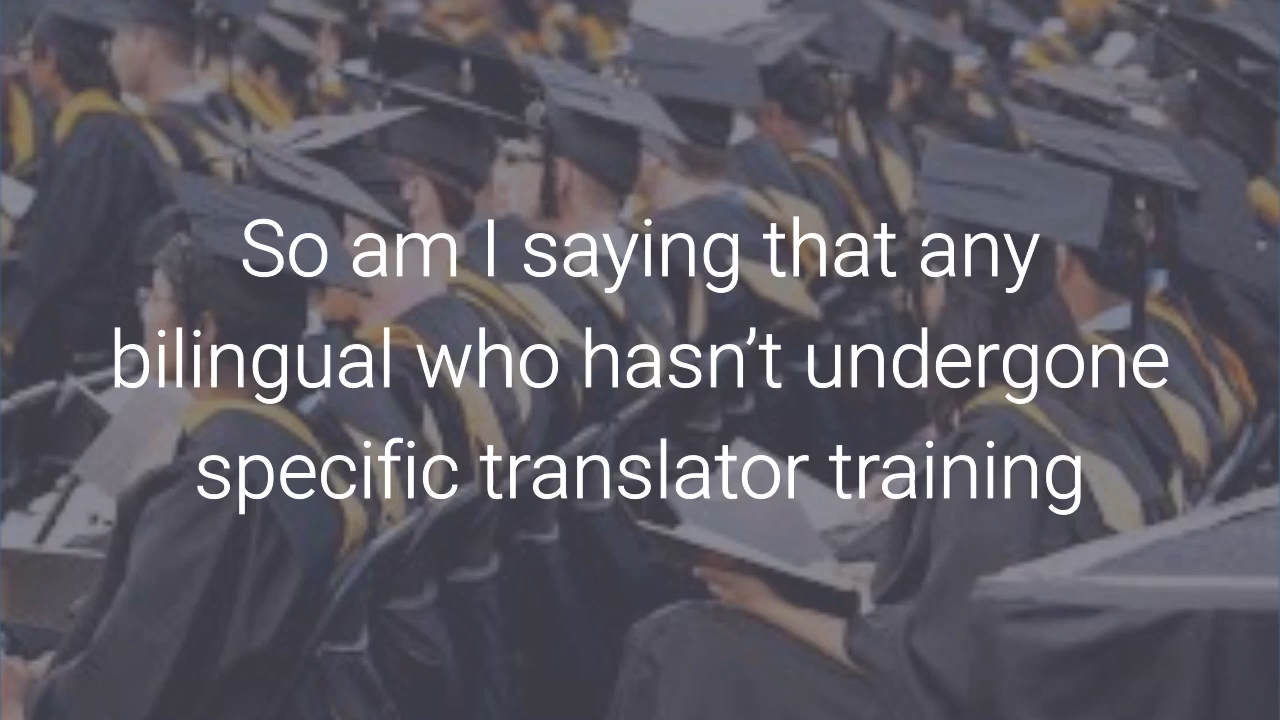 So am I saying that any
bilingual who hasn’t undergone
specific translator training